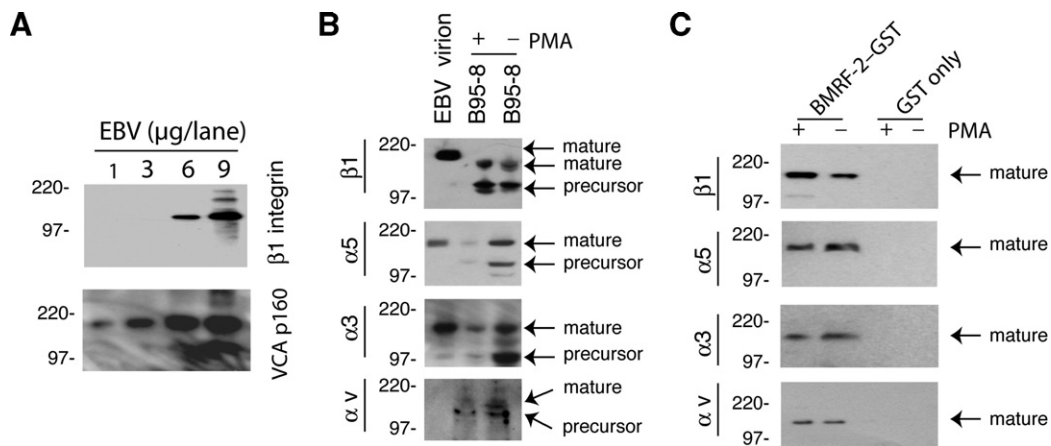 A
EBV (µg/lane)
1 3 6 9
220-
97-
β1 integrin
220-
97-
VCA p160
B
EBV virion
B95-8
B95-8
+ – PMA
β1
220-
97-
mature
mature
precursor
α5
220-
97-
mature
precursor
α3
220-
97-
mature
precursor
α v
220-
97-
mature
precursor
C
BMRF-2–GST
GST only
+ – + – PMA
β1
220-
97-
mature
α5
220-
97-
mature
α3
220-
97-
mature
α v
220-
97-
mature